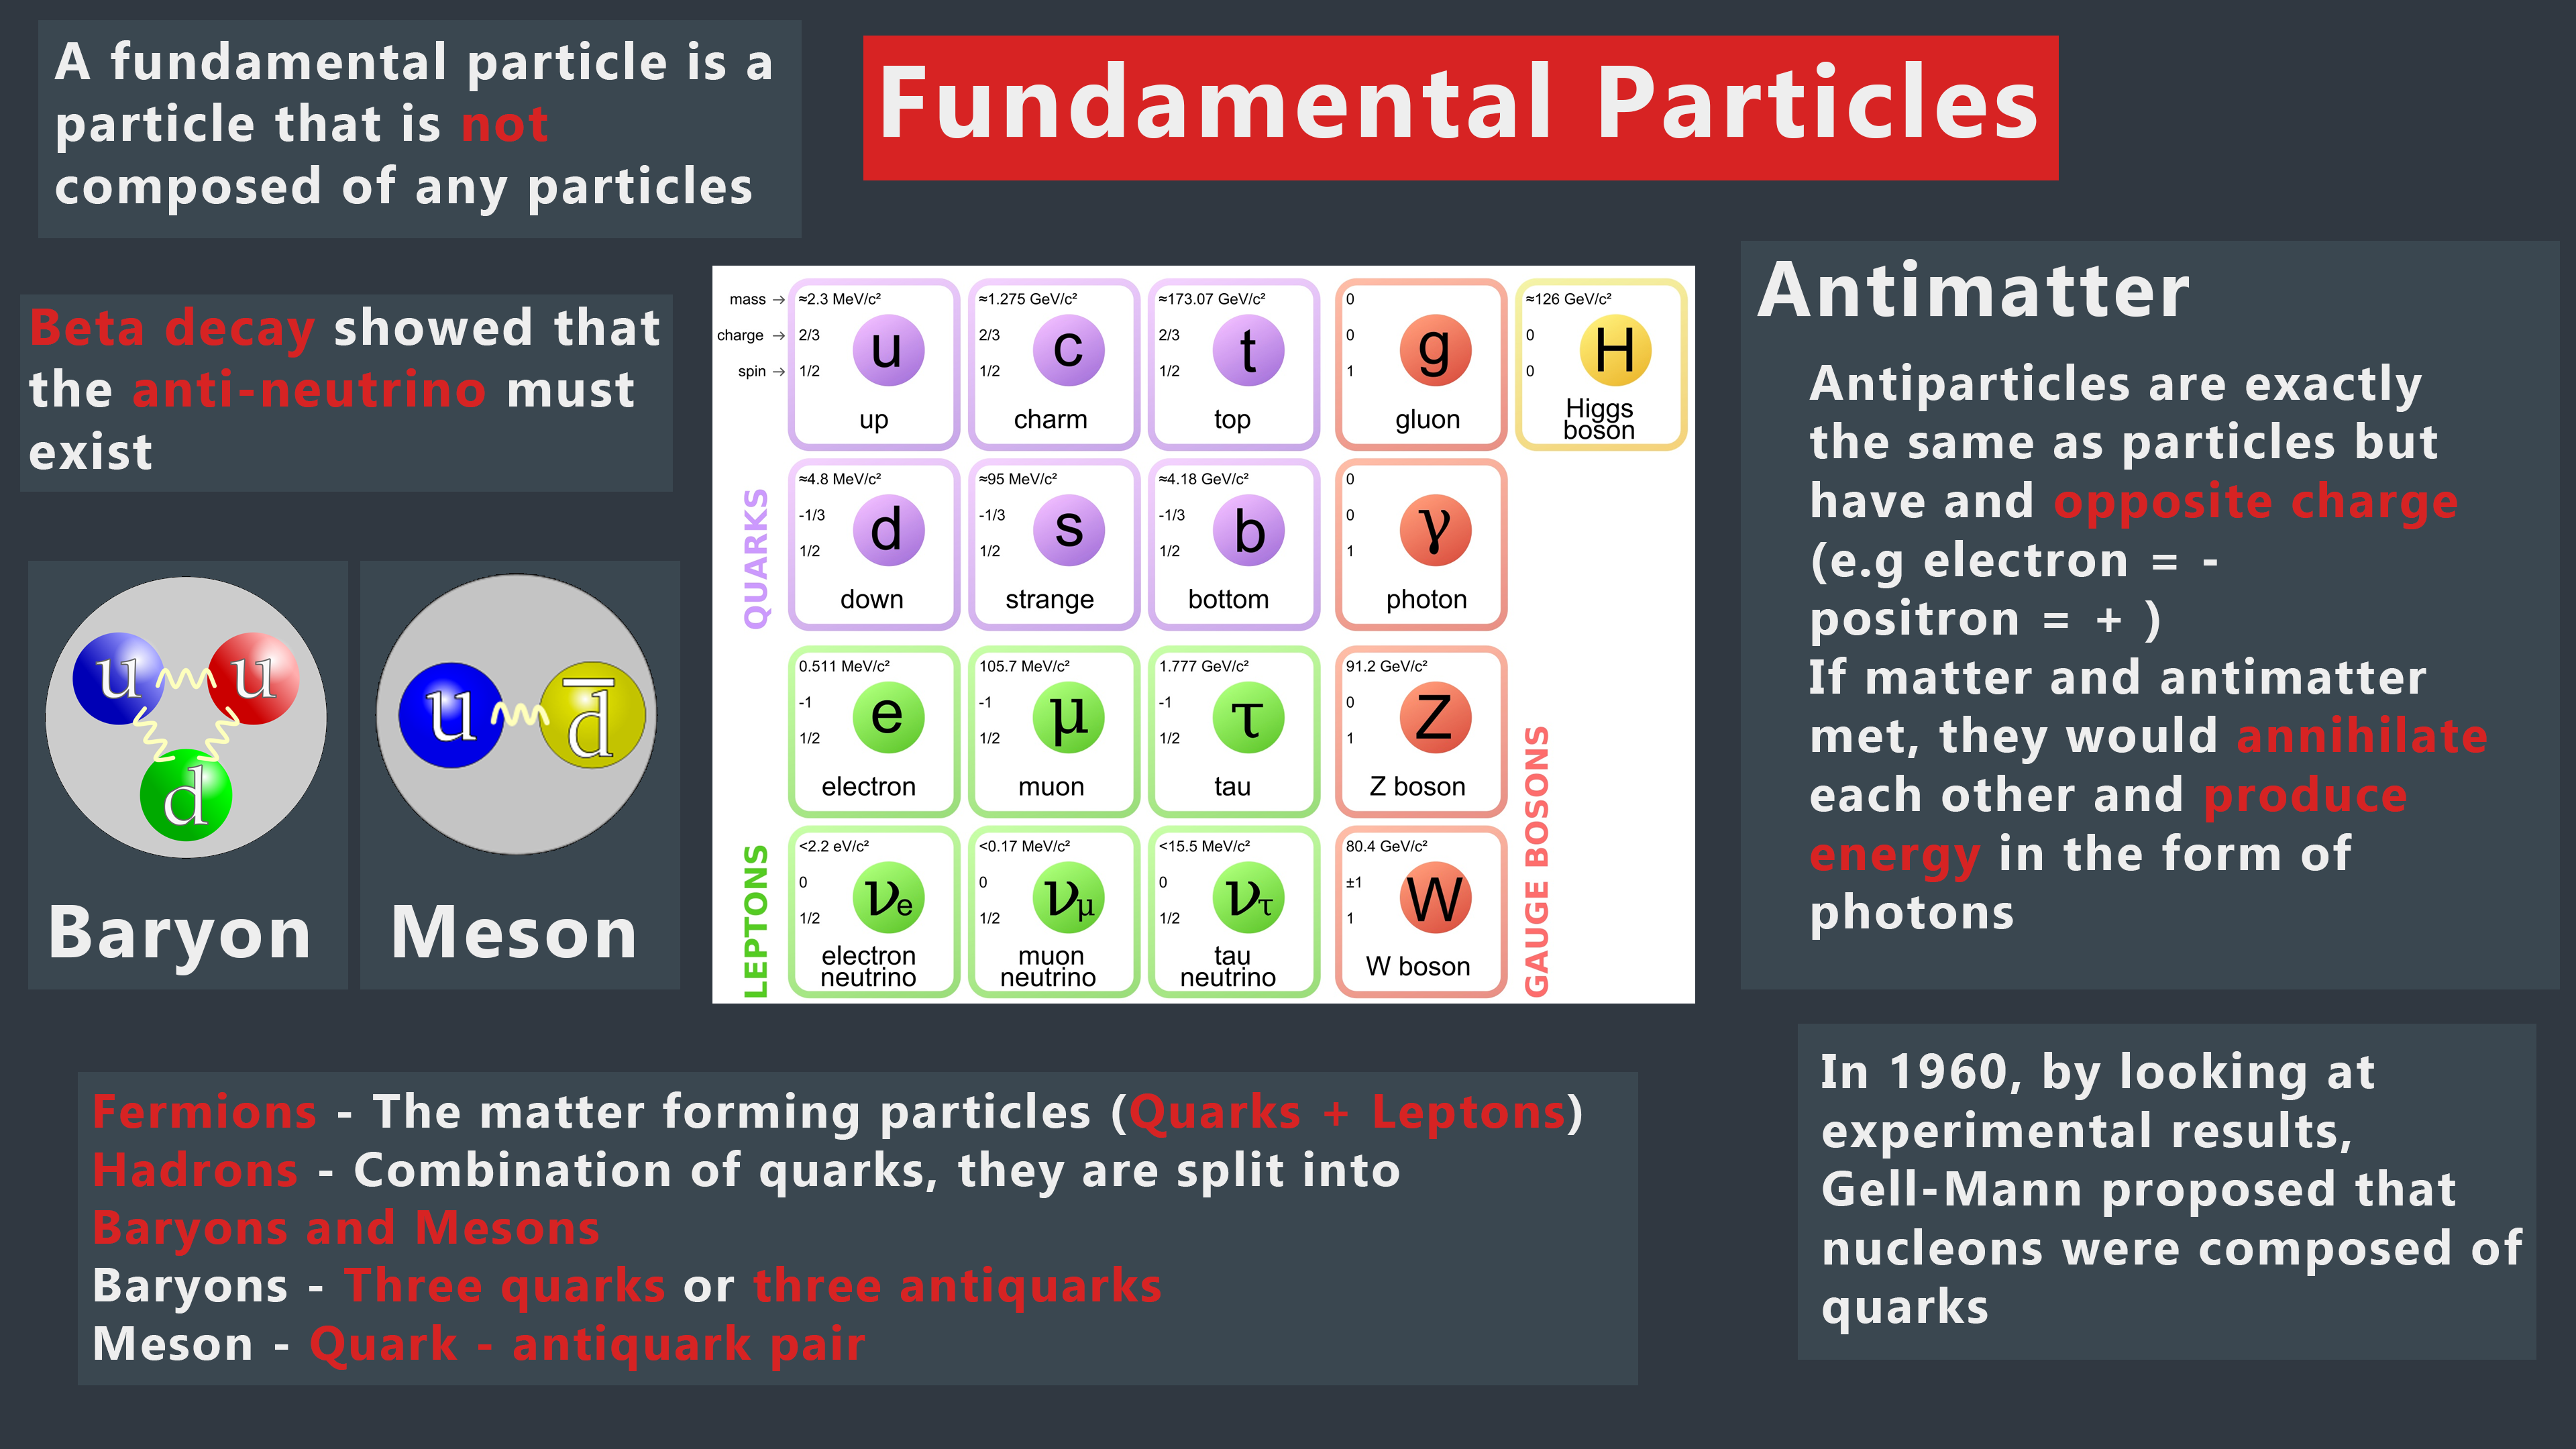 A fundamental particle is a
particle that is not
composed of any particles
Fundamental Particles
Beta decay showed that
the anti-neutrino must
exist
u u
d
Baryon
u d̅
Meson
mass →
charge →
spin →
≈2.3 MeV/c²
2/3
1/2
u
up
≈1.275 GeV/c²
2/3
1/2
c
charm
≈173.07 GeV/c²
2/3
1/2
t
top
0
0
1
g
gluon
≈126 GeV/c²
0
0
H
Higgs
boson
QUARKS
≈4.8 MeV/c²
-1/3
1/2
d
down
≈95 MeV/c²
-1/3
1/2
s
strange
≈4.18 GeV/c²
-1/3
1/2
b
bottom
0
0
1
γ
photon
LEPTONS
0.511 MeV/c²
-1
1/2
e
electron
105.7 MeV/c²
-1
1/2
μ
muon
1.777 GeV/c²
-1
1/2
τ
tau
91.2 GeV/c²
0
1
Z
Z boson
<2.2 eV/c²
0
1/2
νe
electron
neutrino
<0.17 MeV/c²
0
1/2
νμ
muon
neutrino
<15.5 MeV/c²
0
1/2
ντ
tau
neutrino
80.4 GeV/c²
±1
1
W
W boson
GAUGE BOSONS
Antimatter
Antiparticles are exactly
the same as particles but
have and opposite charge
(e.g electron = -
positron = + )
If matter and antimatter
met, they would annihilate
each other and produce
energy in the form of
photons
Fermions - The matter forming particles (Quarks + Leptons)
Hadrons - Combination of quarks, they are split into
Baryons and Mesons
Baryons - Three quarks or three antiquarks
Meson - Quark - antiquark pair
In 1960, by looking at
experimental results,
Gell-Mann proposed that
nucleons were composed of
quarks